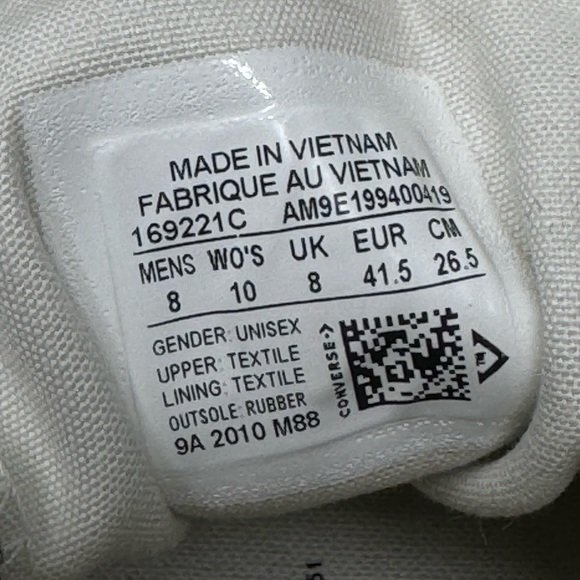 MADE IN VIETNAM
FABRIQUE AU VIETNAM
169221C AM9E199400419
MENS WO'S UK EUR CM
8 10 8 41.5 26.5
GENDER: UNISEX
UPPER: TEXTILE
LINING: TEXTILE
OUTSOLE: RUBBER
9A 2010 M88
CONVERSE
TM